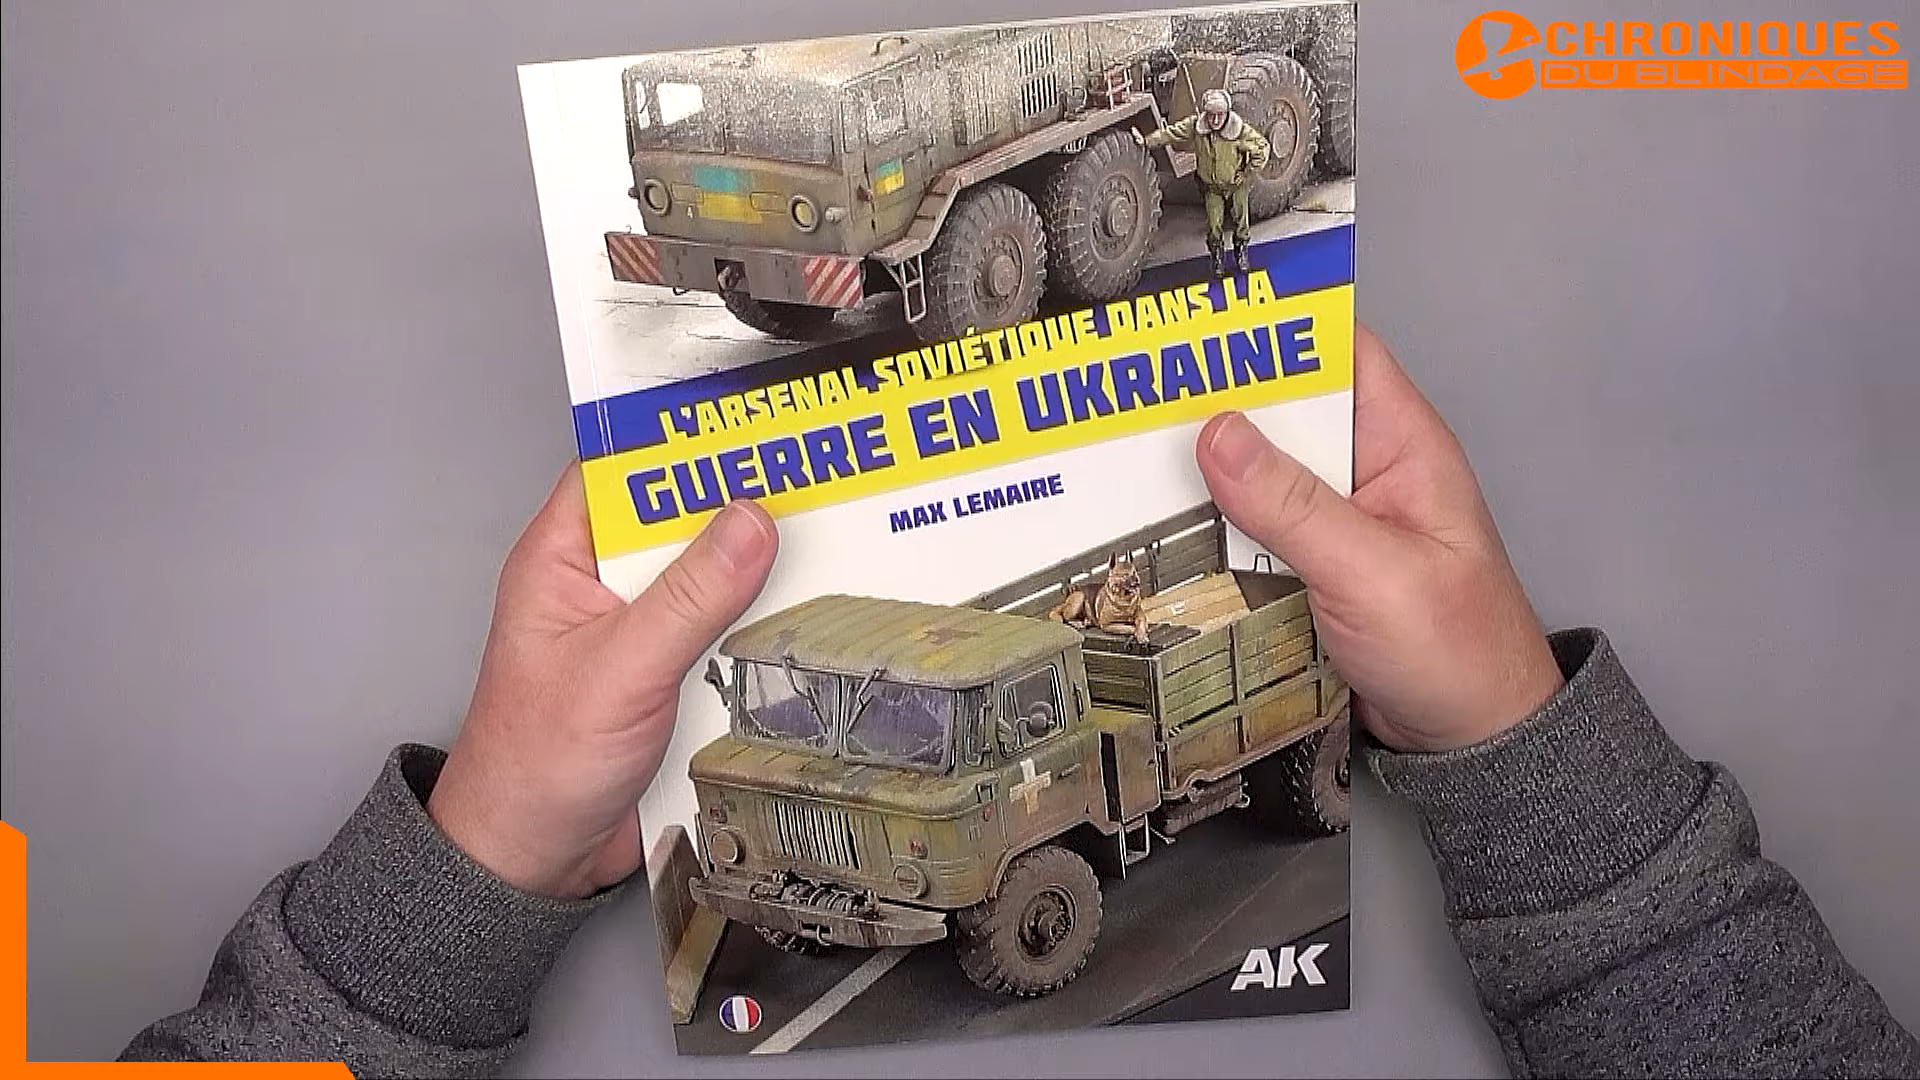 CHRONIQUES
DU BLINDAGE
L'ARSENAL SOVIÉTIQUE DANS LA
GUERRE EN UKRAINE
MAX LEMAIRE
AK